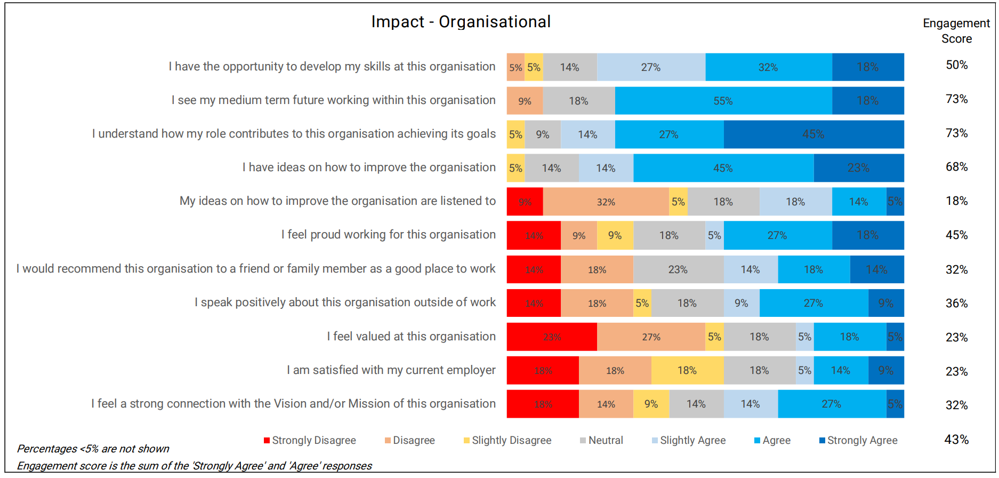 Impact - Organisational
Engagement
Score
I have the opportunity to develop my skills at this organisation 5% 5% 14% 27% 32% 18% 50%
I see my medium term future working within this organisation 9% 18% 55% 18% 73%
I understand how my role contributes to this organisation achieving its goals 5% 9% 14% 27% 45% 73%
I have ideas on how to improve the organisation 5% 14% 14% 45% 23% 68%
My ideas on how to improve the organisation are listened to 9% 32% 5% 18% 18% 14% 5% 18%
I feel proud working for this organisation 14% 9% 9% 18% 5% 27% 18% 45%
I would recommend this organisation to a friend or family member as a good place to work 14% 18% 23% 14% 18% 14% 32%
I speak positively about this organisation outside of work 14% 18% 5% 18% 9% 27% 9% 36%
I feel valued at this organisation 23% 27% 5% 18% 5% 18% 5% 23%
I am satisfied with my current employer 18% 18% 18% 18% 5% 14% 9% 23%
I feel a strong connection with the Vision and/or Mission of this organisation 18% 14% 9% 14% 14% 27% 5% 32%
Strongly Disagree Disagree Slightly Disagree Neutral Slightly Agree Agree Strongly Agree 43%
Percentages <5% are not shown
Engagement score is the sum of the 'Strongly Agree' and 'Agree' responses